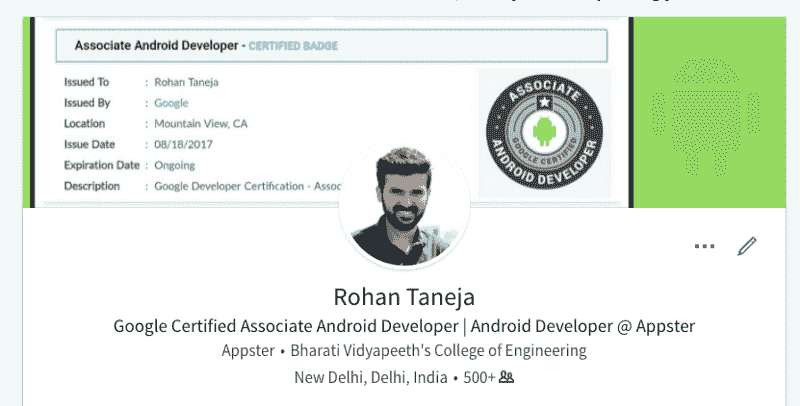 Associate Android Developer - CERTIFIED BADGE
Issued To : Rohan Taneja
Issued By : Google
Location : Mountain View, CA
Issue Date : 08/18/2017
Expiration Date : Ongoing
Description : Google Developer Certification - Assoc
ASSOCIATE
GOOGLE CERTIFIED
ANDROID DEVELOPER
Rohan Taneja
Google Certified Associate Android Developer | Android Developer @ Appster
Appster • Bharati Vidyapeeth's College of Engineering
New Delhi, Delhi, India • 500+